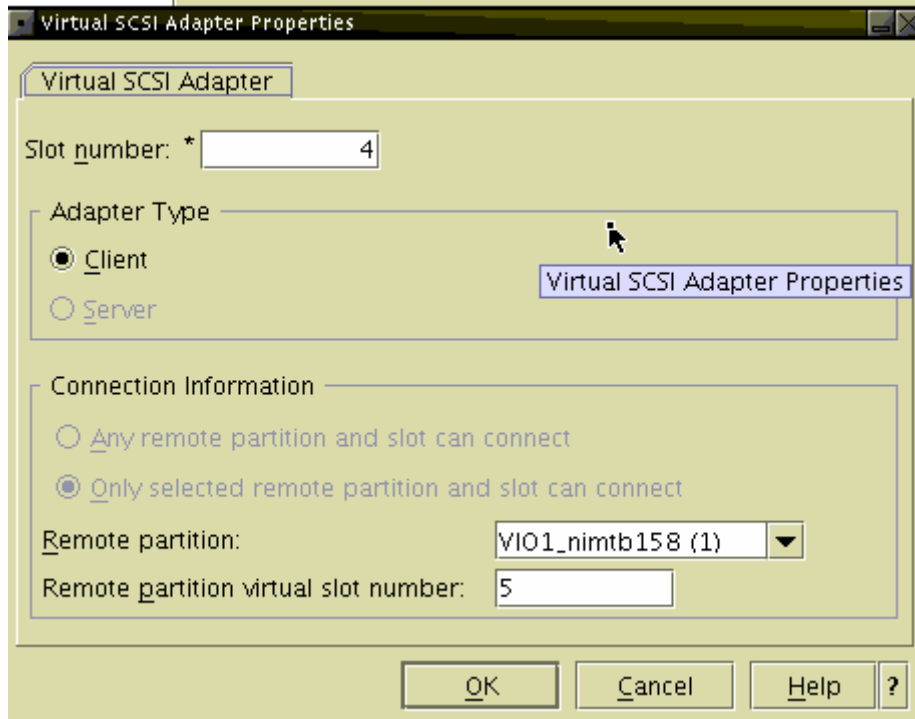 Virtual SCSI Adapter Properties
Virtual SCSI Adapter
Slot number: * 4
Adapter Type
Client
Virtual SCSI Adapter Properties
Server
Connection Information
Any remote partition and slot can connect
Only selected remote partition and slot can connect
Remote partition: VIO1_nimtb158 (1)
Remote partition virtual slot number: 5
OK Cancel Help ?